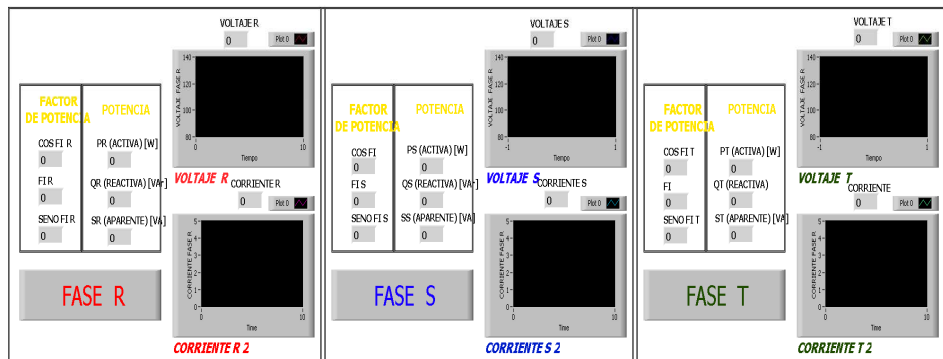 VOLTAJE R
0
Plot 0
140
120
100
80
VOLTAJE FASE R
0
10
Tiempo
FACTOR
DE POTENCIA
POTENCIA
COS FI R
0
PR (ACTIVA) [W]
0
FI R
0
QR (REACTIVA) [VAr]
0
SENO FI R
0
SR (APARENTE) [VA]
0
VOLTAJE R
CORRIENTE R
0
Plot 0
5
4
3
2
1
0
CORRIENTE FASE R
0
10
Time
FASE R
CORRIENTE R 2
VOLTAJE S
0
Plot 0
140
120
100
80
VOLTAJE FASE R
-1
1
Tiempo
FACTOR
DE POTENCIA
POTENCIA
COS FI
0
PS (ACTIVA) [W]
0
FI S
0
QS (REACTIVA) [VAr]
0
SENO FI S
0
SS (APARENTE) [VA]
0
VOLTAJE S
CORRIENTE S
0
Plot 0
5
4
3
2
1
0
CORRIENTE FASE R
0
10
Time
FASE S
CORRIENTE S 2
VOLTAJE T
0
Plot 0
140
120
100
80
VOLTAJE FASE R
-1
1
Tiempo
FACTOR
DE POTENCIA
POTENCIA
COS FI T
0
PT (ACTIVA) [W]
0
FI
0
QT (REACTIVA)
0
SENO FI T
0
ST (APARENTE) [VA]
0
VOLTAJE T
CORRIENTE
0
Plot 0
5
4
3
2
1
0
CORRIENTE FASE R
0
10
Time
FASE T
CORRIENTE T 2